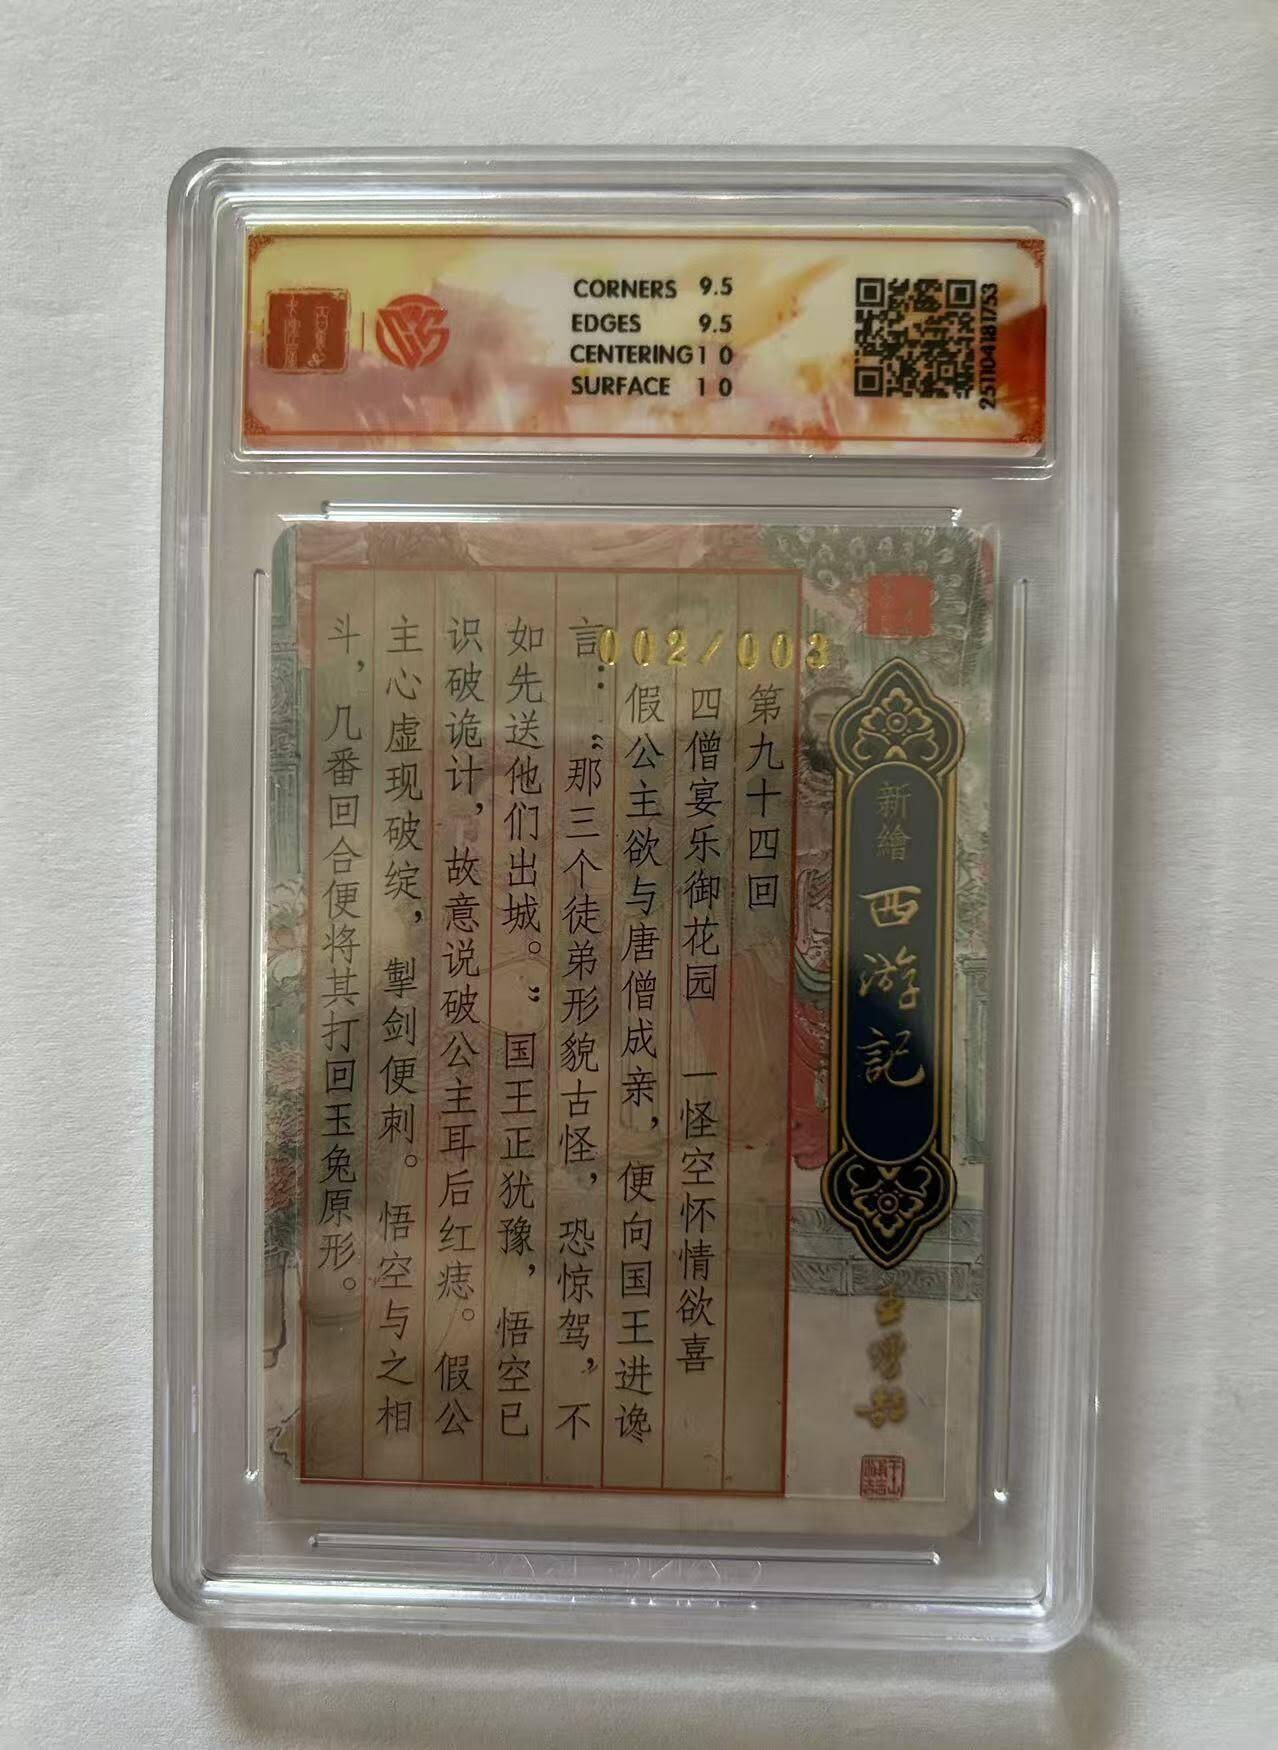 CORNERS 9.5
EDGES 9.5
CENTERING 10
SURFACE 10
251104181753
002/003
新繪
西游記
第九十四回
四僧宴乐御花园 一怪空怀情欲喜
假公主欲与唐僧成亲，便向国王进谗
言：“那三个徒弟形貌古怪，恐惊驾，不
如先送他们出城。”国王正犹豫，悟空已
识破诡计，故意说破公主耳后红痣。假公
主心虚现破绽，掣剑便刺。悟空与之相
斗，几番回合便将其打回玉兔原形。